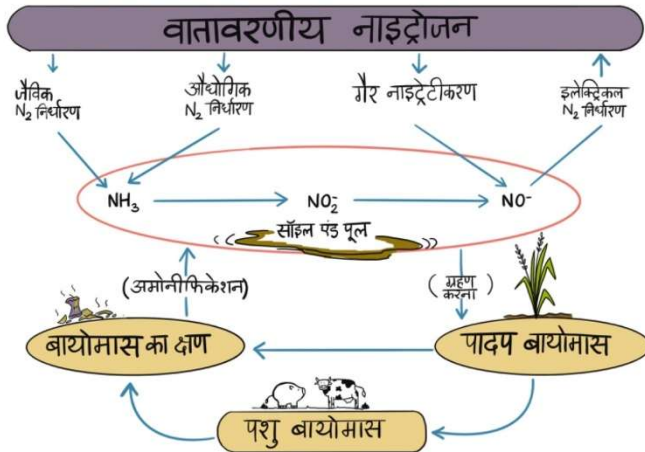 वातावरणीय नाइट्रोजन
जैविक
N₂ निर्धारण
औद्योगिक
N₂ निर्धारण
गैर नाइट्रेटीकरण
इलेक्ट्रिकल
N₂ निर्धारण
NH₃
NO₂⁻
NO⁻
सॉइल पंड पूल
(अमोनीफिकेशन)
(ग्रहण
करना)
बायोमास का क्षण
पादप बायोमास
पशु बायोमास